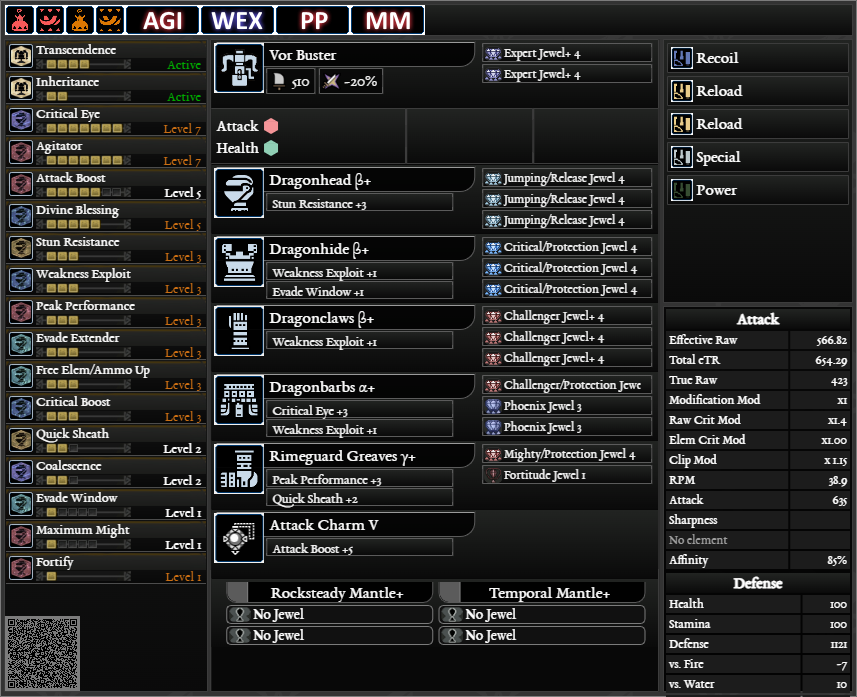 AGI WEX PP MM
Transcendence
Active
Inheritance
Active
Critical Eye
Level 7
Agitator
Level 7
Attack Boost
Level 5
Divine Blessing
Level 5
Stun Resistance
Level 3
Weakness Exploit
Level 3
Peak Performance
Level 3
Evade Extender
Level 3
Free Elem/Ammo Up
Level 3
Critical Boost
Level 3
Quick Sheath
Level 2
Coalescence
Level 2
Evade Window
Level 1
Maximum Might
Level 1
Fortify
Level 1
Vor Buster
510 -20%
Expert Jewel+ 4
Expert Jewel+ 4
Attack
Health
Dragonhead β+
Stun Resistance +3
Jumping/Release Jewel 4
Jumping/Release Jewel 4
Jumping/Release Jewel 4
Dragonhide β+
Weakness Exploit +1
Evade Window +1
Critical/Protection Jewel 4
Critical/Protection Jewel 4
Critical/Protection Jewel 4
Dragonclaws β+
Weakness Exploit +1
Challenger Jewel+ 4
Challenger Jewel+ 4
Challenger Jewel+ 4
Dragonbarbs α+
Critical Eye +3
Weakness Exploit +1
Challenger/Protection Jewe
Phoenix Jewel 3
Phoenix Jewel 3
Rimeguard Greaves γ+
Peak Performance +3
Quick Sheath +2
Mighty/Protection Jewel 4
Fortitude Jewel 1
Attack Charm V
Attack Boost +5
Rocksteady Mantle+
No Jewel
No Jewel
Temporal Mantle+
No Jewel
No Jewel
Recoil
Reload
Reload
Special
Power
Attack
Effective Raw 566.82
Total eTR 654.29
True Raw 423
Modification Mod x1
Raw Crit Mod x1.4
Elem Crit Mod x1.00
Clip Mod x 1.15
RPM 38.9
Attack 635
Sharpness
No element
Affinity 85%
Defense
Health 100
Stamina 100
Defense 1121
vs. Fire -7
vs. Water 10